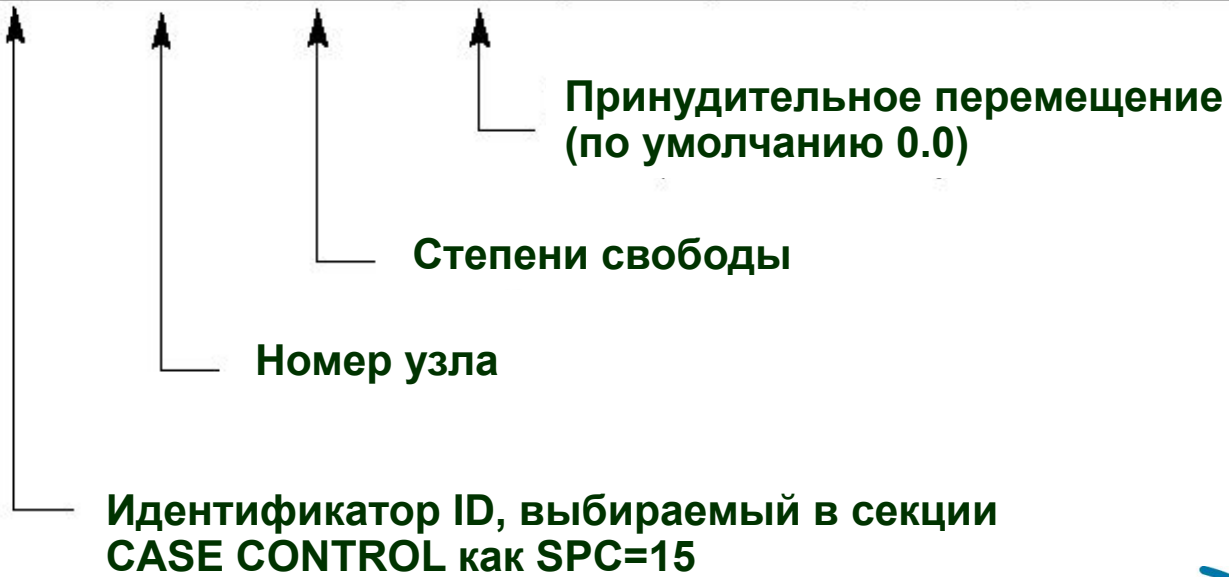 Принудительное перемещение
(по умолчанию 0.0)
Степени свободы
Номер узла
Идентификатор ID, выбираемый в секции
CASE CONTROL как SPC=15